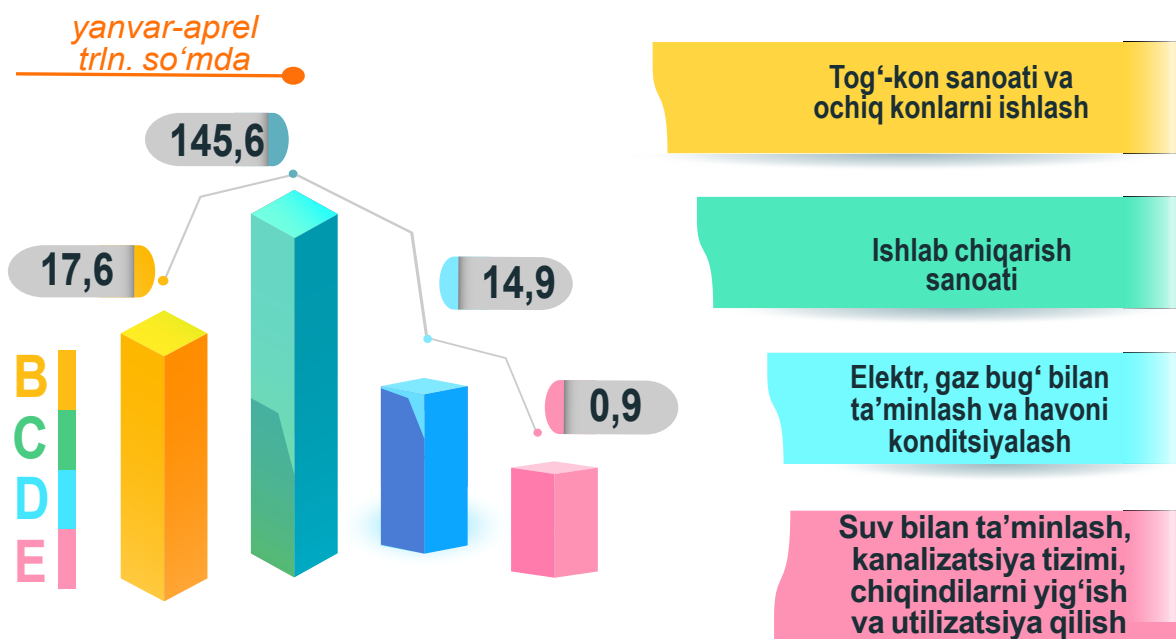 yanvar-aprel
trln. so‘mda
145,6
17,6
14,9
0,9
B
C
D
E
Tog‘-kon sanoati va
ochiq konlarni ishlash
Ishlab chiqarish
sanoati
Elektr, gaz bug‘ bilan
ta’minlash va havoni
konditsiyalash
Suv bilan ta’minlash,
kanalizatsiya tizimi,
chiqindilarni yig‘ish
va utilizatsiya qilish